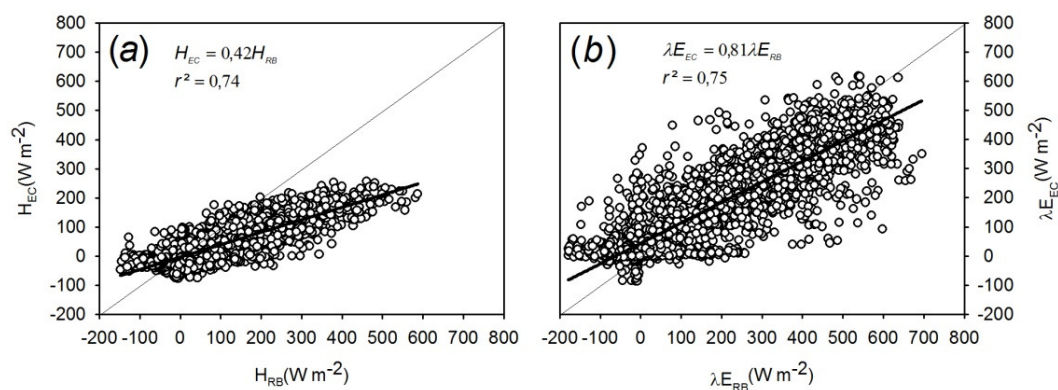 (a)
H_EC = 0,42H_RB
r² = 0,74
H_EC(W m-2)
800
700
600
500
400
300
200
100
0
-100
-200
-200 -100 0 100 200 300 400 500 600 700 800
H_RB(W m-2)
(b)
λE_EC = 0,81λE_RB
r² = 0,75
800
700
600
500
400
300
200
100
0
-100
-200
λE_EC(W m-2)
-200 -100 0 100 200 300 400 500 600 700 800
λE_RB(W m-2)